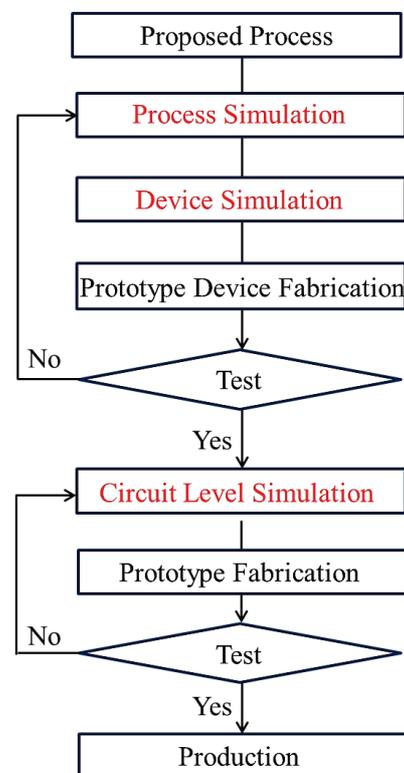 Proposed Process
Process Simulation
Device Simulation
Prototype Device Fabrication
No
Test
Yes
Circuit Level Simulation
Prototype Fabrication
No
Test
Yes
Production